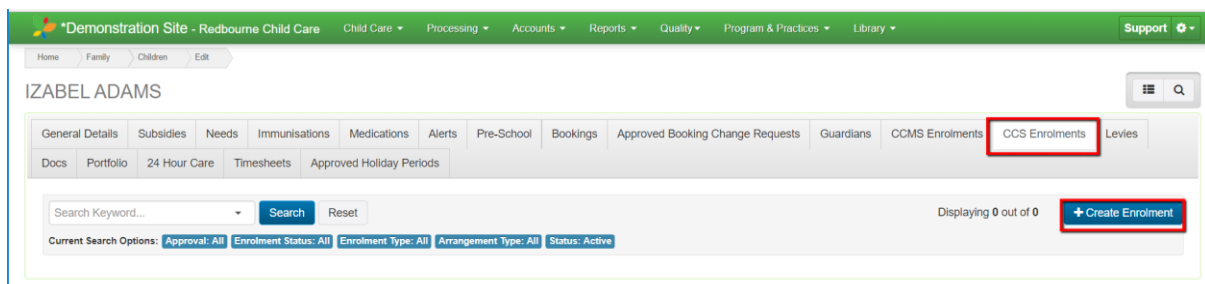 *Demonstration Site - Redbourne Child Care Child Care Processing Accounts Reports Quality Program & Practices Library Support
Home Family Children Edit
IZABEL ADAMS
General Details Subsidies Needs Immunisations Medications Alerts Pre-School Bookings Approved Booking Change Requests Guardians CCMS Enrolments CCS Enrolments Levies
Docs Portfolio 24 Hour Care Timesheets Approved Holiday Periods
Search Keyword... Search Reset Displaying 0 out of 0 + Create Enrolment
Current Search Options: Approval: All Enrolment Status: All Enrolment Type: All Arrangement Type: All Status: Active